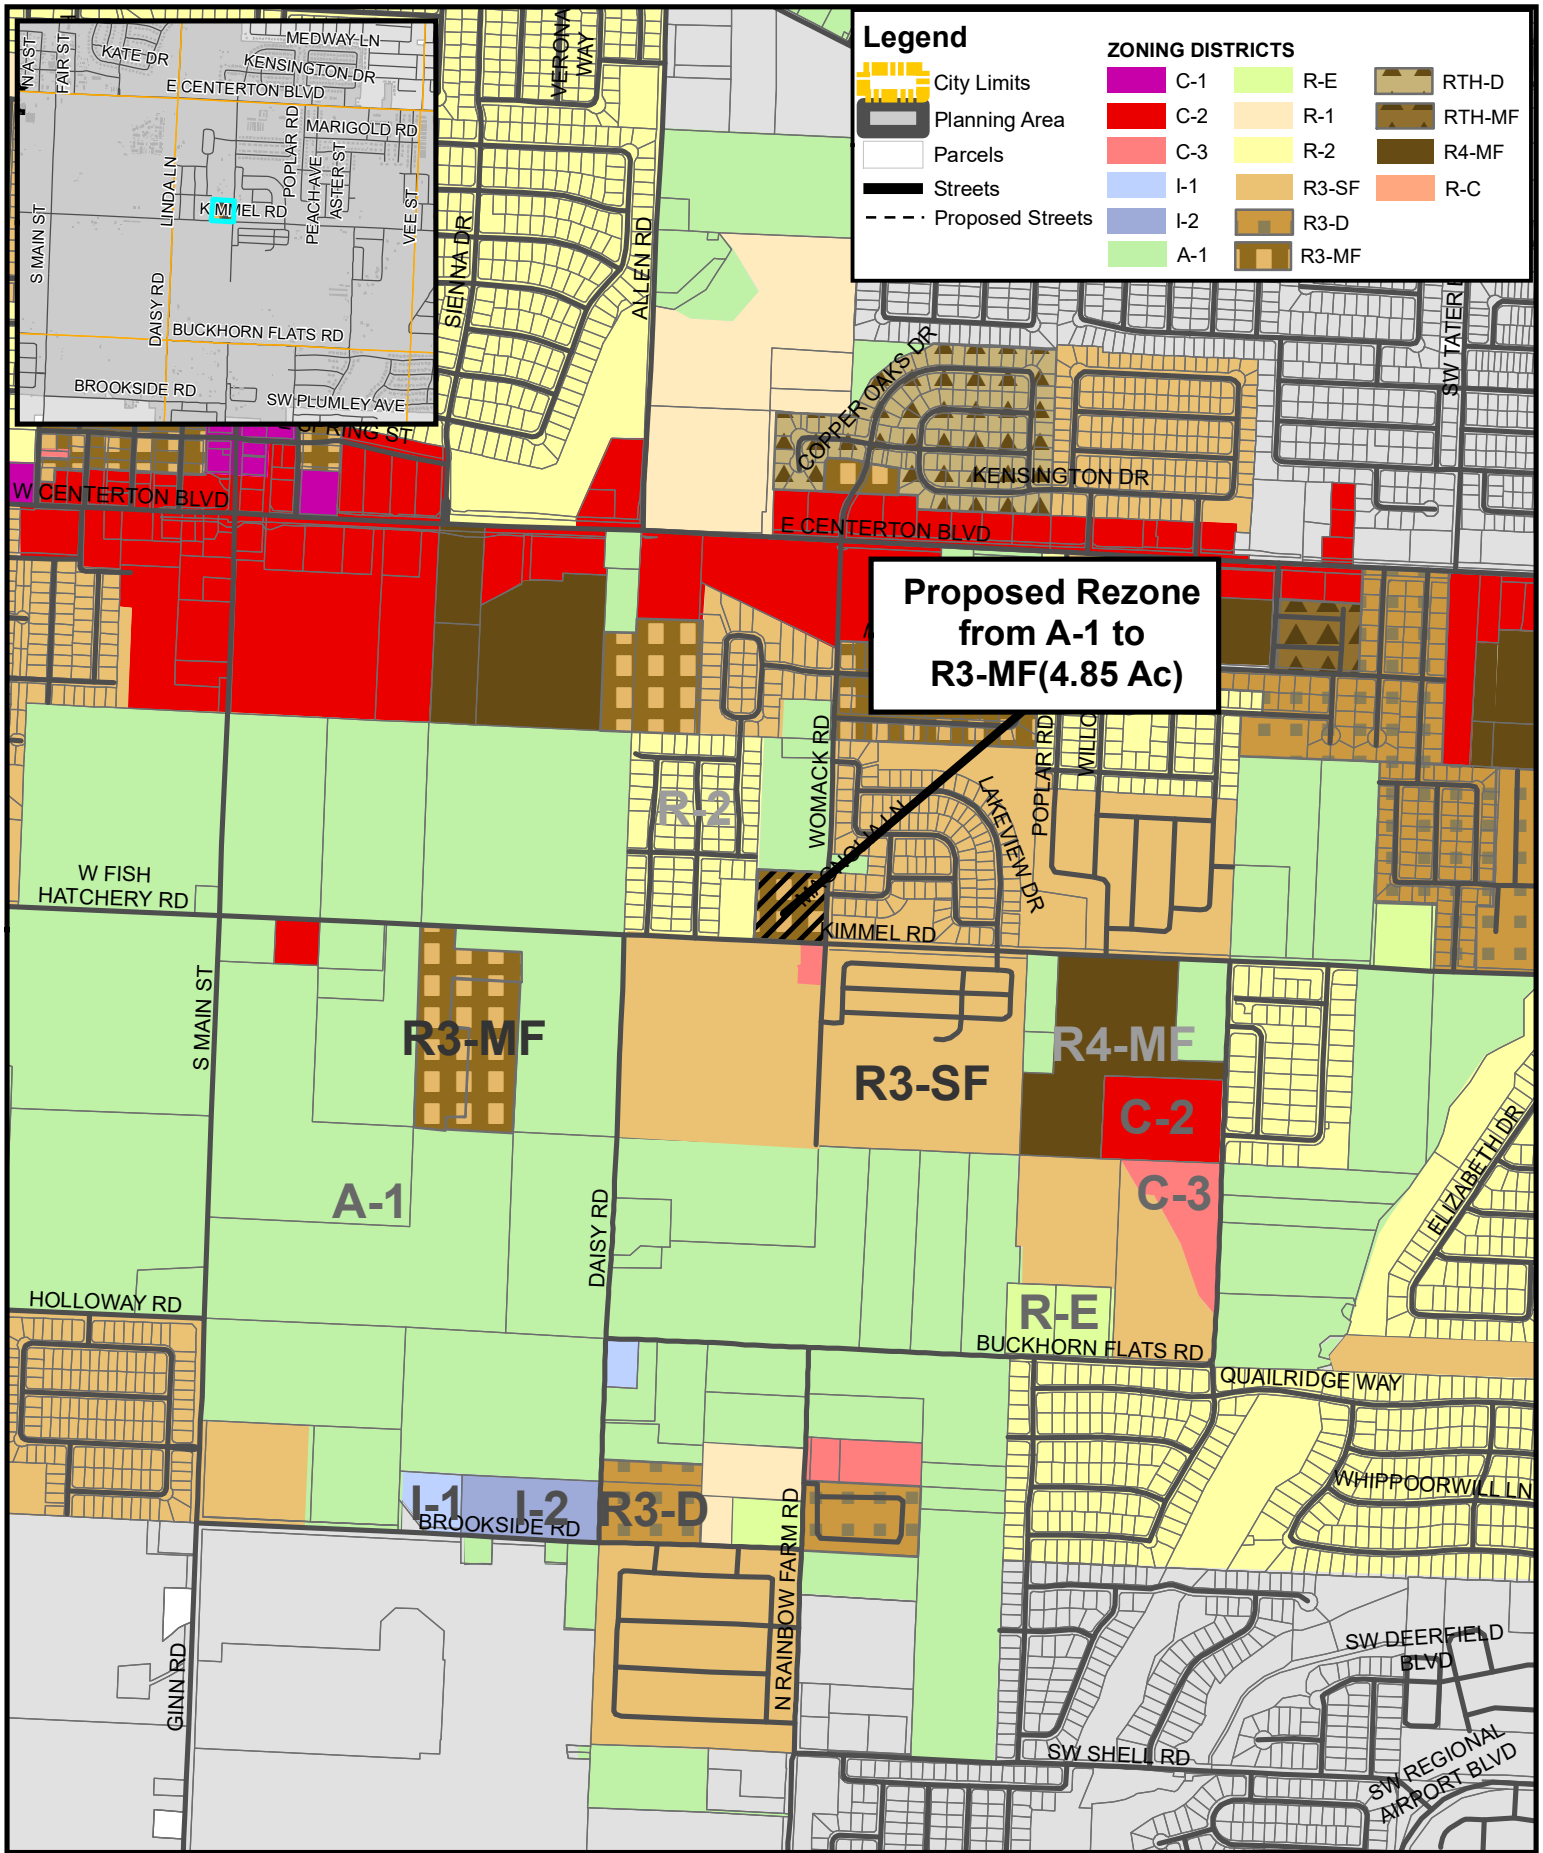 N A ST
FAIR ST
KATE DR
MEDWAY LN
KENSINGTON DR
E CENTERTON BLVD
MARIGOLD RD
POPLAR RD
PEACH AVE
ASTER ST
LINDA LN
KIMMEL RD
VEE ST
S MAIN ST
DAISY RD
BUCKHORN FLATS RD
BROOKSIDE RD
SW PLUMLEY AVE
VERONA
WAY
SIENNA DR
ALLEN RD
Legend
City Limits
Planning Area
Parcels
Streets
Proposed Streets
ZONING DISTRICTS
C-1
C-2
C-3
I-1
I-2
A-1
R-E
R-1
R-2
R3-SF
R3-D
R3-MF
RTH-D
RTH-MF
R4-MF
R-C
SPRING ST
W CENTERTON BLVD
COPPER OAKS DR
KENSINGTON DR
E CENTERTON BLVD
SW TATER
Proposed Rezone
from A-1 to
R3-MF(4.85 Ac)
WOMACK RD
POPLAR RD
WILLO
R-2
MAGNOLIA LN
LAKEVIEW DR
W FISH
HATCHERY RD
KIMMEL RD
S MAIN ST
R3-MF
R3-SF
R4-MF
C-2
C-3
A-1
DAISY RD
ELIZABETH DR
HOLLOWAY RD
R-E
BUCKHORN FLATS RD
QUAILRIDGE WAY
WHIPPOORWILL LN
I-1
I-2
R3-D
BROOKSIDE RD
N RAINBOW FARM RD
GINN RD
SW DEERFIELD
BLVD
SW SHELL RD
SW REGIONAL
AIRPORT BLVD